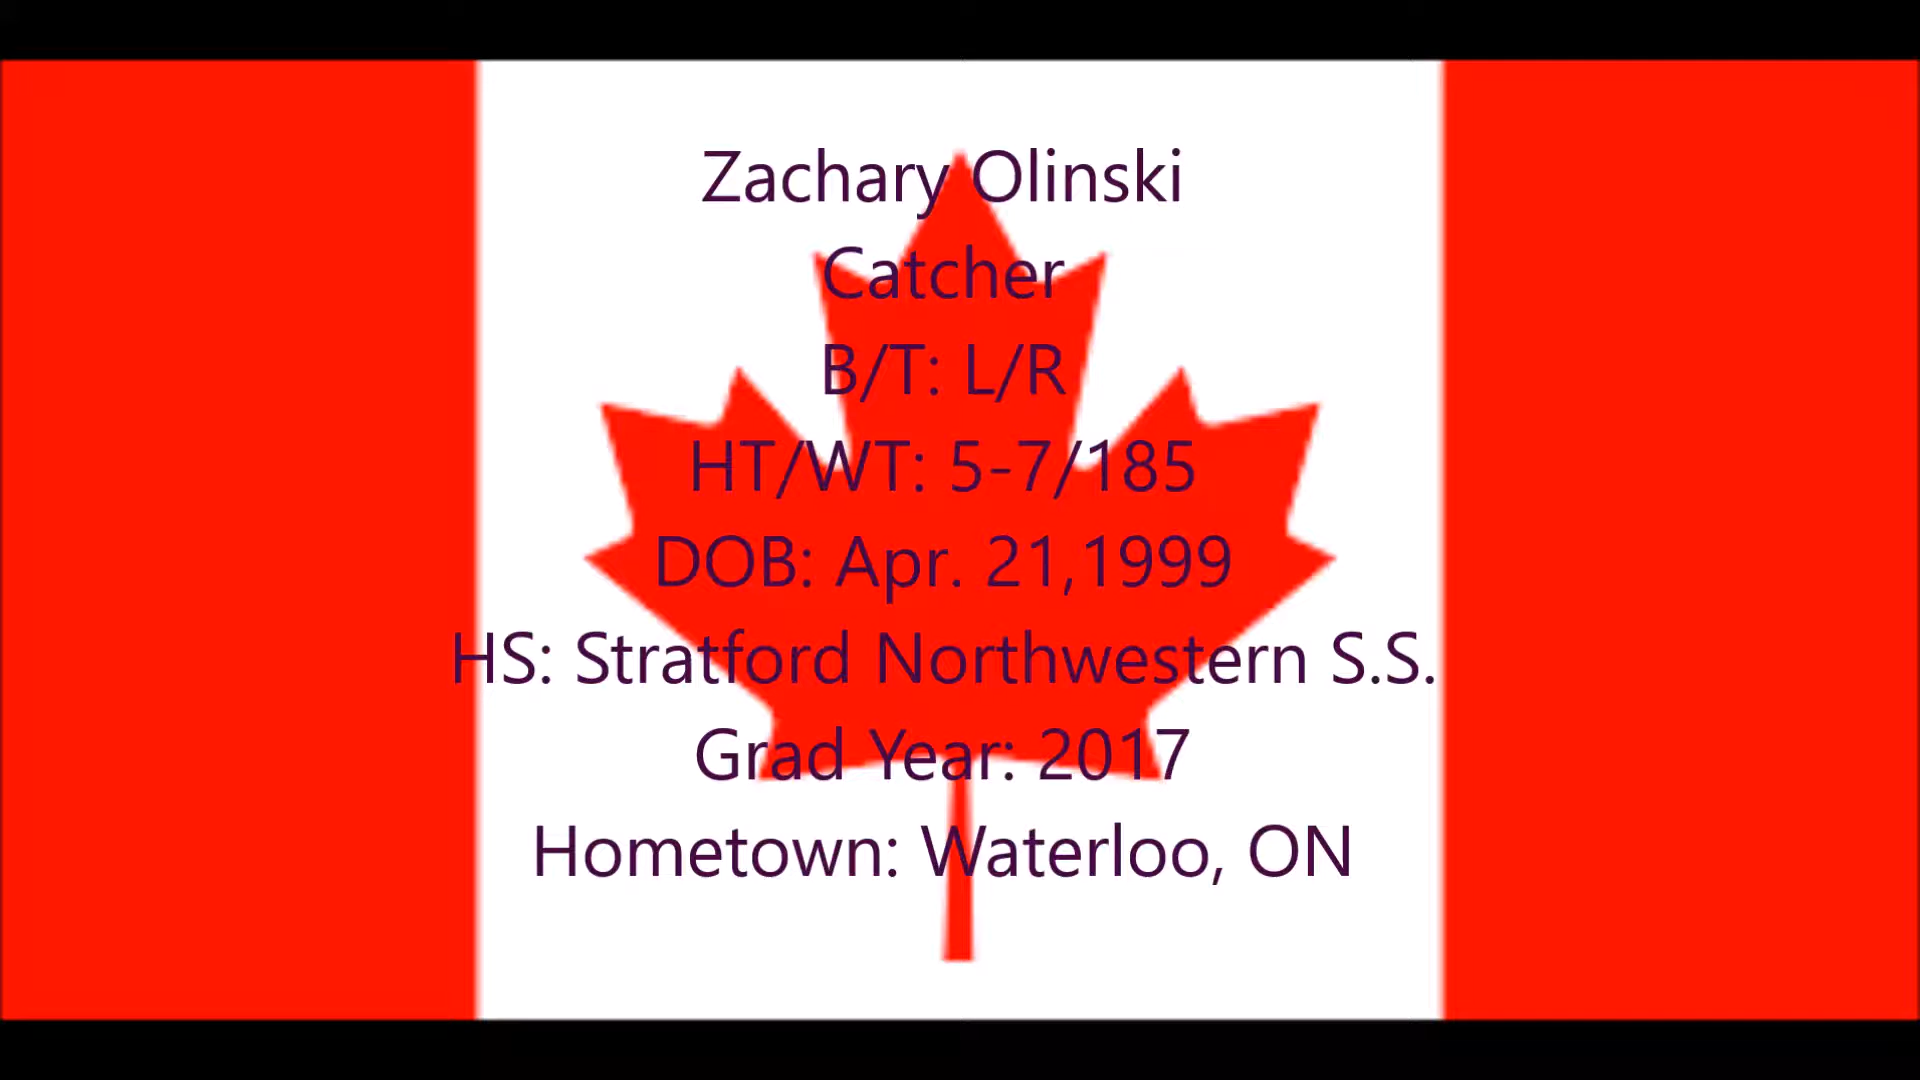 Zachary Olinski
Catcher
B/T: L/R
HT/WT: 5-7/185
DOB: Apr. 21,1999
HS: Stratford Northwestern S.S.
Grad Year: 2017
Hometown: Waterloo, ON